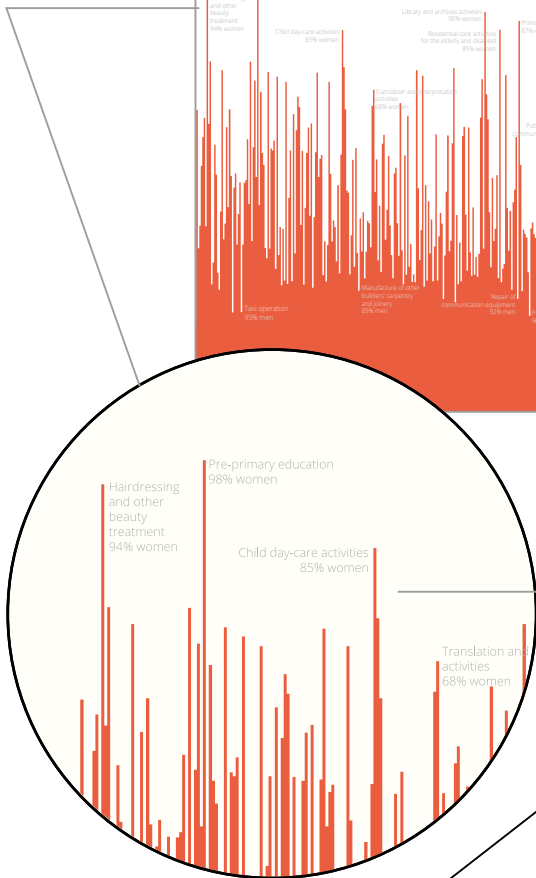 and other
beauty
treatment
94% women
Child day-care activities
85% women
Library and archives activities
90% women
Residential care activities
for the elderly and disabled
85% women
87%
Translation and interpretation
activities
68% women
Taxi operation
95% men
Manufacture of other
builders' carpentry
and joinery
89% men
Repair of
communication equipment
92% men
Hairdressing
and other
beauty
treatment
94% women
Pre-primary education
98% women
Child day-care activities
85% women
Translation and
activities
68% women